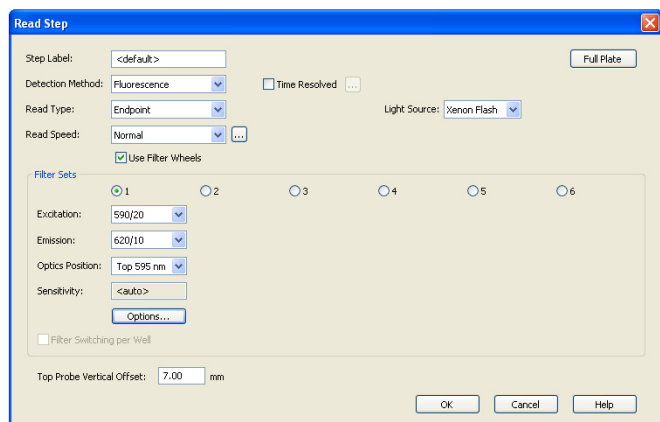 Read Step
Step Label: <default> Full Plate
Detection Method: Fluorescence Time Resolved ...
Read Type: Endpoint Light Source: Xenon Flash
Read Speed: Normal ...
Use Filter Wheels
Filter Sets
1 2 3 4 5 6
Excitation: 590/20
Emission: 620/10
Optics Position: Top 595 nm
Sensitivity: <auto>
Options...
Filter Switching per Well
Top Probe Vertical Offset: 7.00 mm
OK Cancel Help